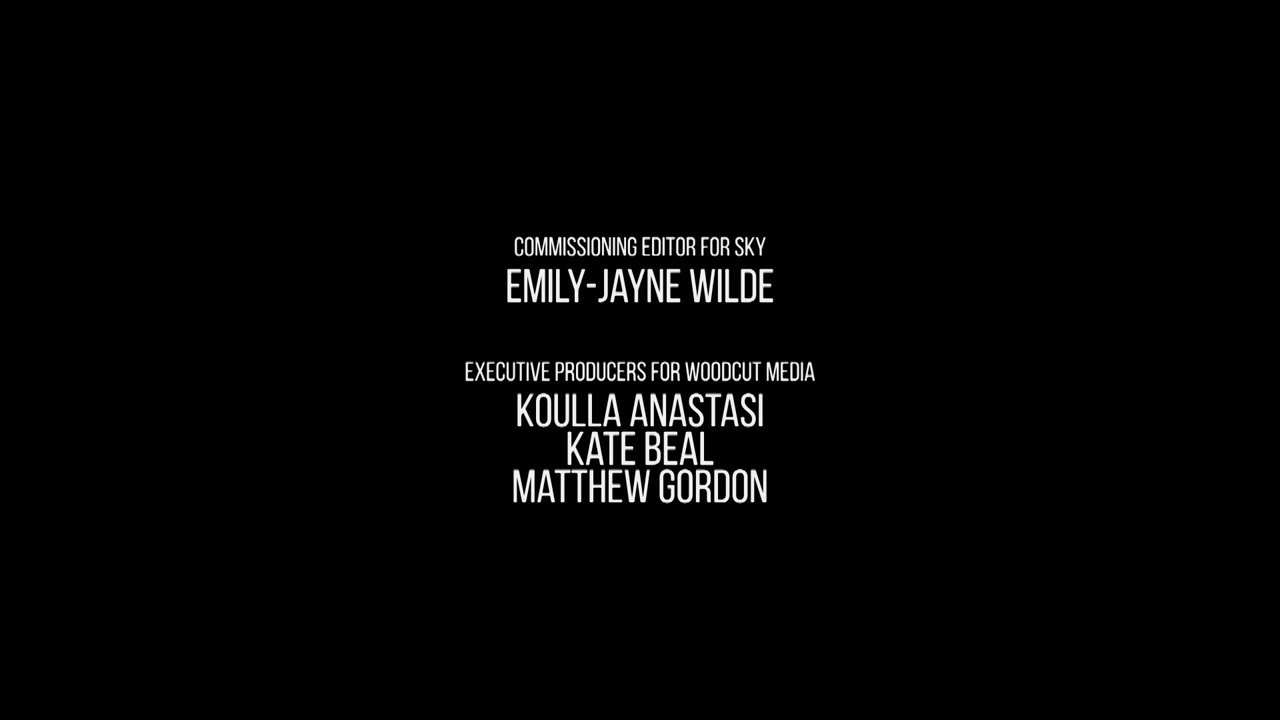 COMMISSIONING EDITOR FOR SKY
EMILY-JAYNE WILDE
EXECUTIVE PRODUCERS FOR WOODCUT MEDIA
KOULLA ANASTASI
KATE BEAL
MATTHEW GORDON